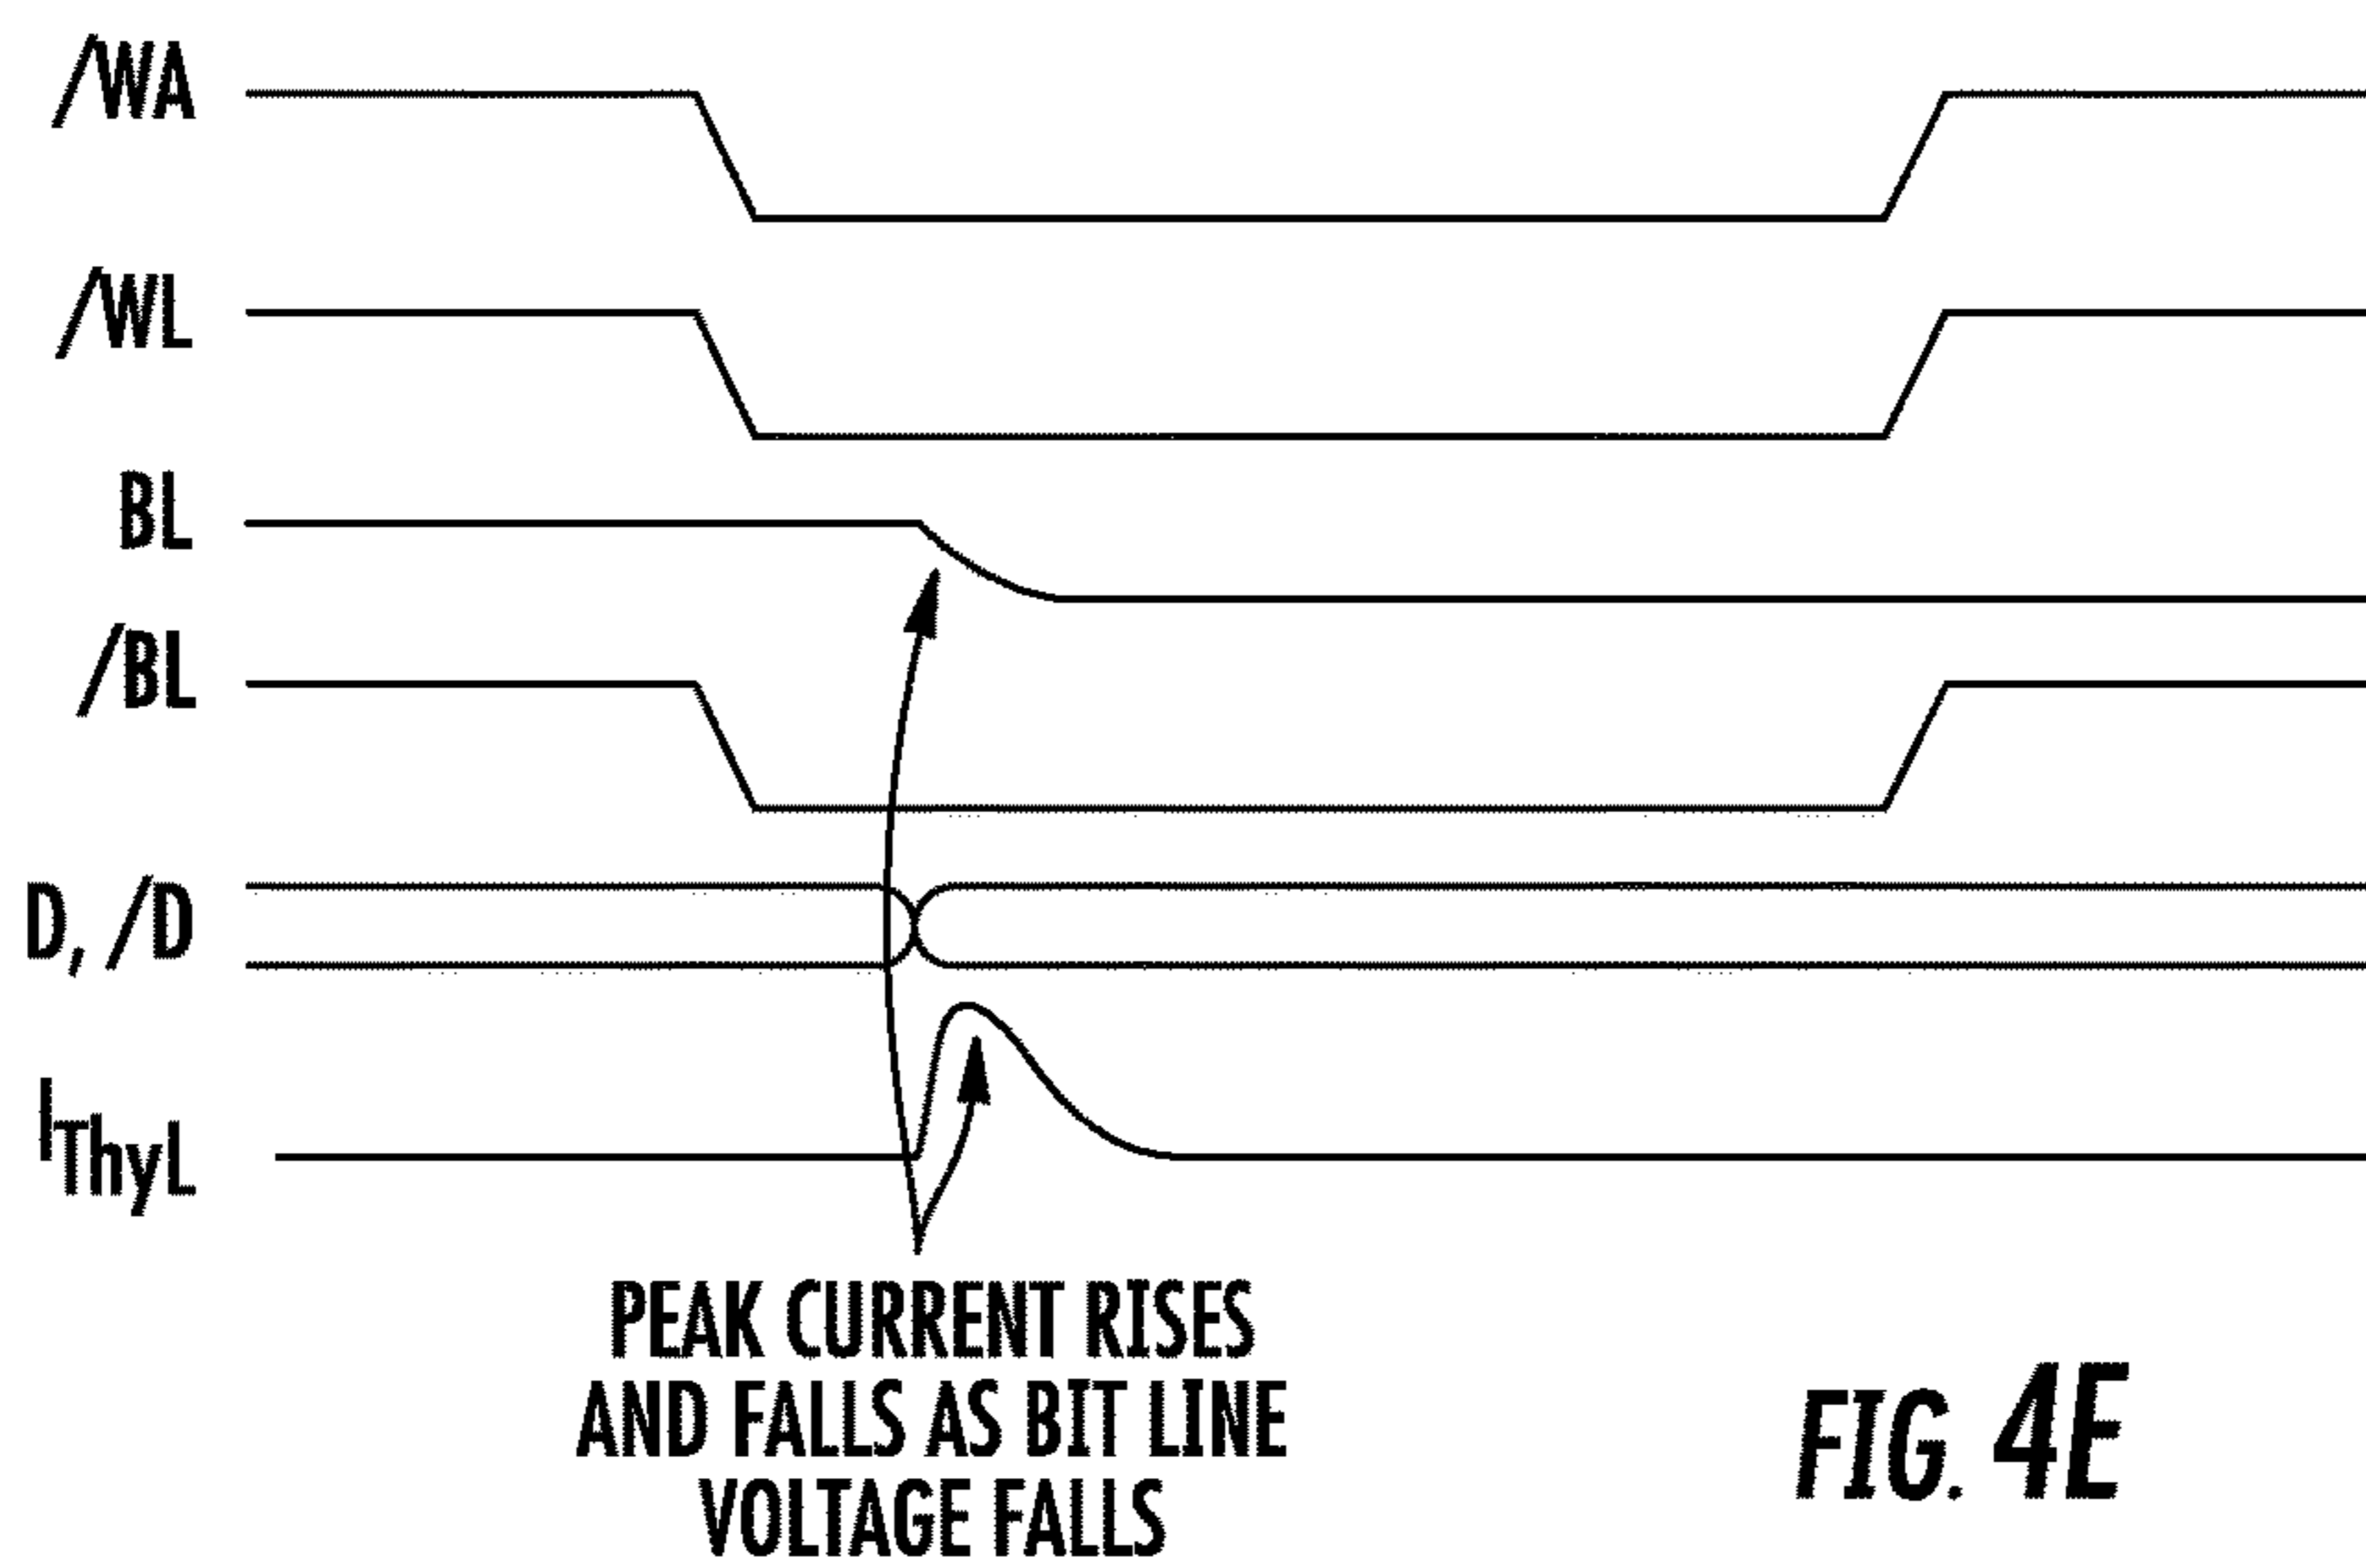 /WA
/WL
BL
/BL
D, /D
IThyL
PEAK CURRENT RISES
AND FALLS AS BIT LINE
VOLTAGE FALLS
FIG. 4E